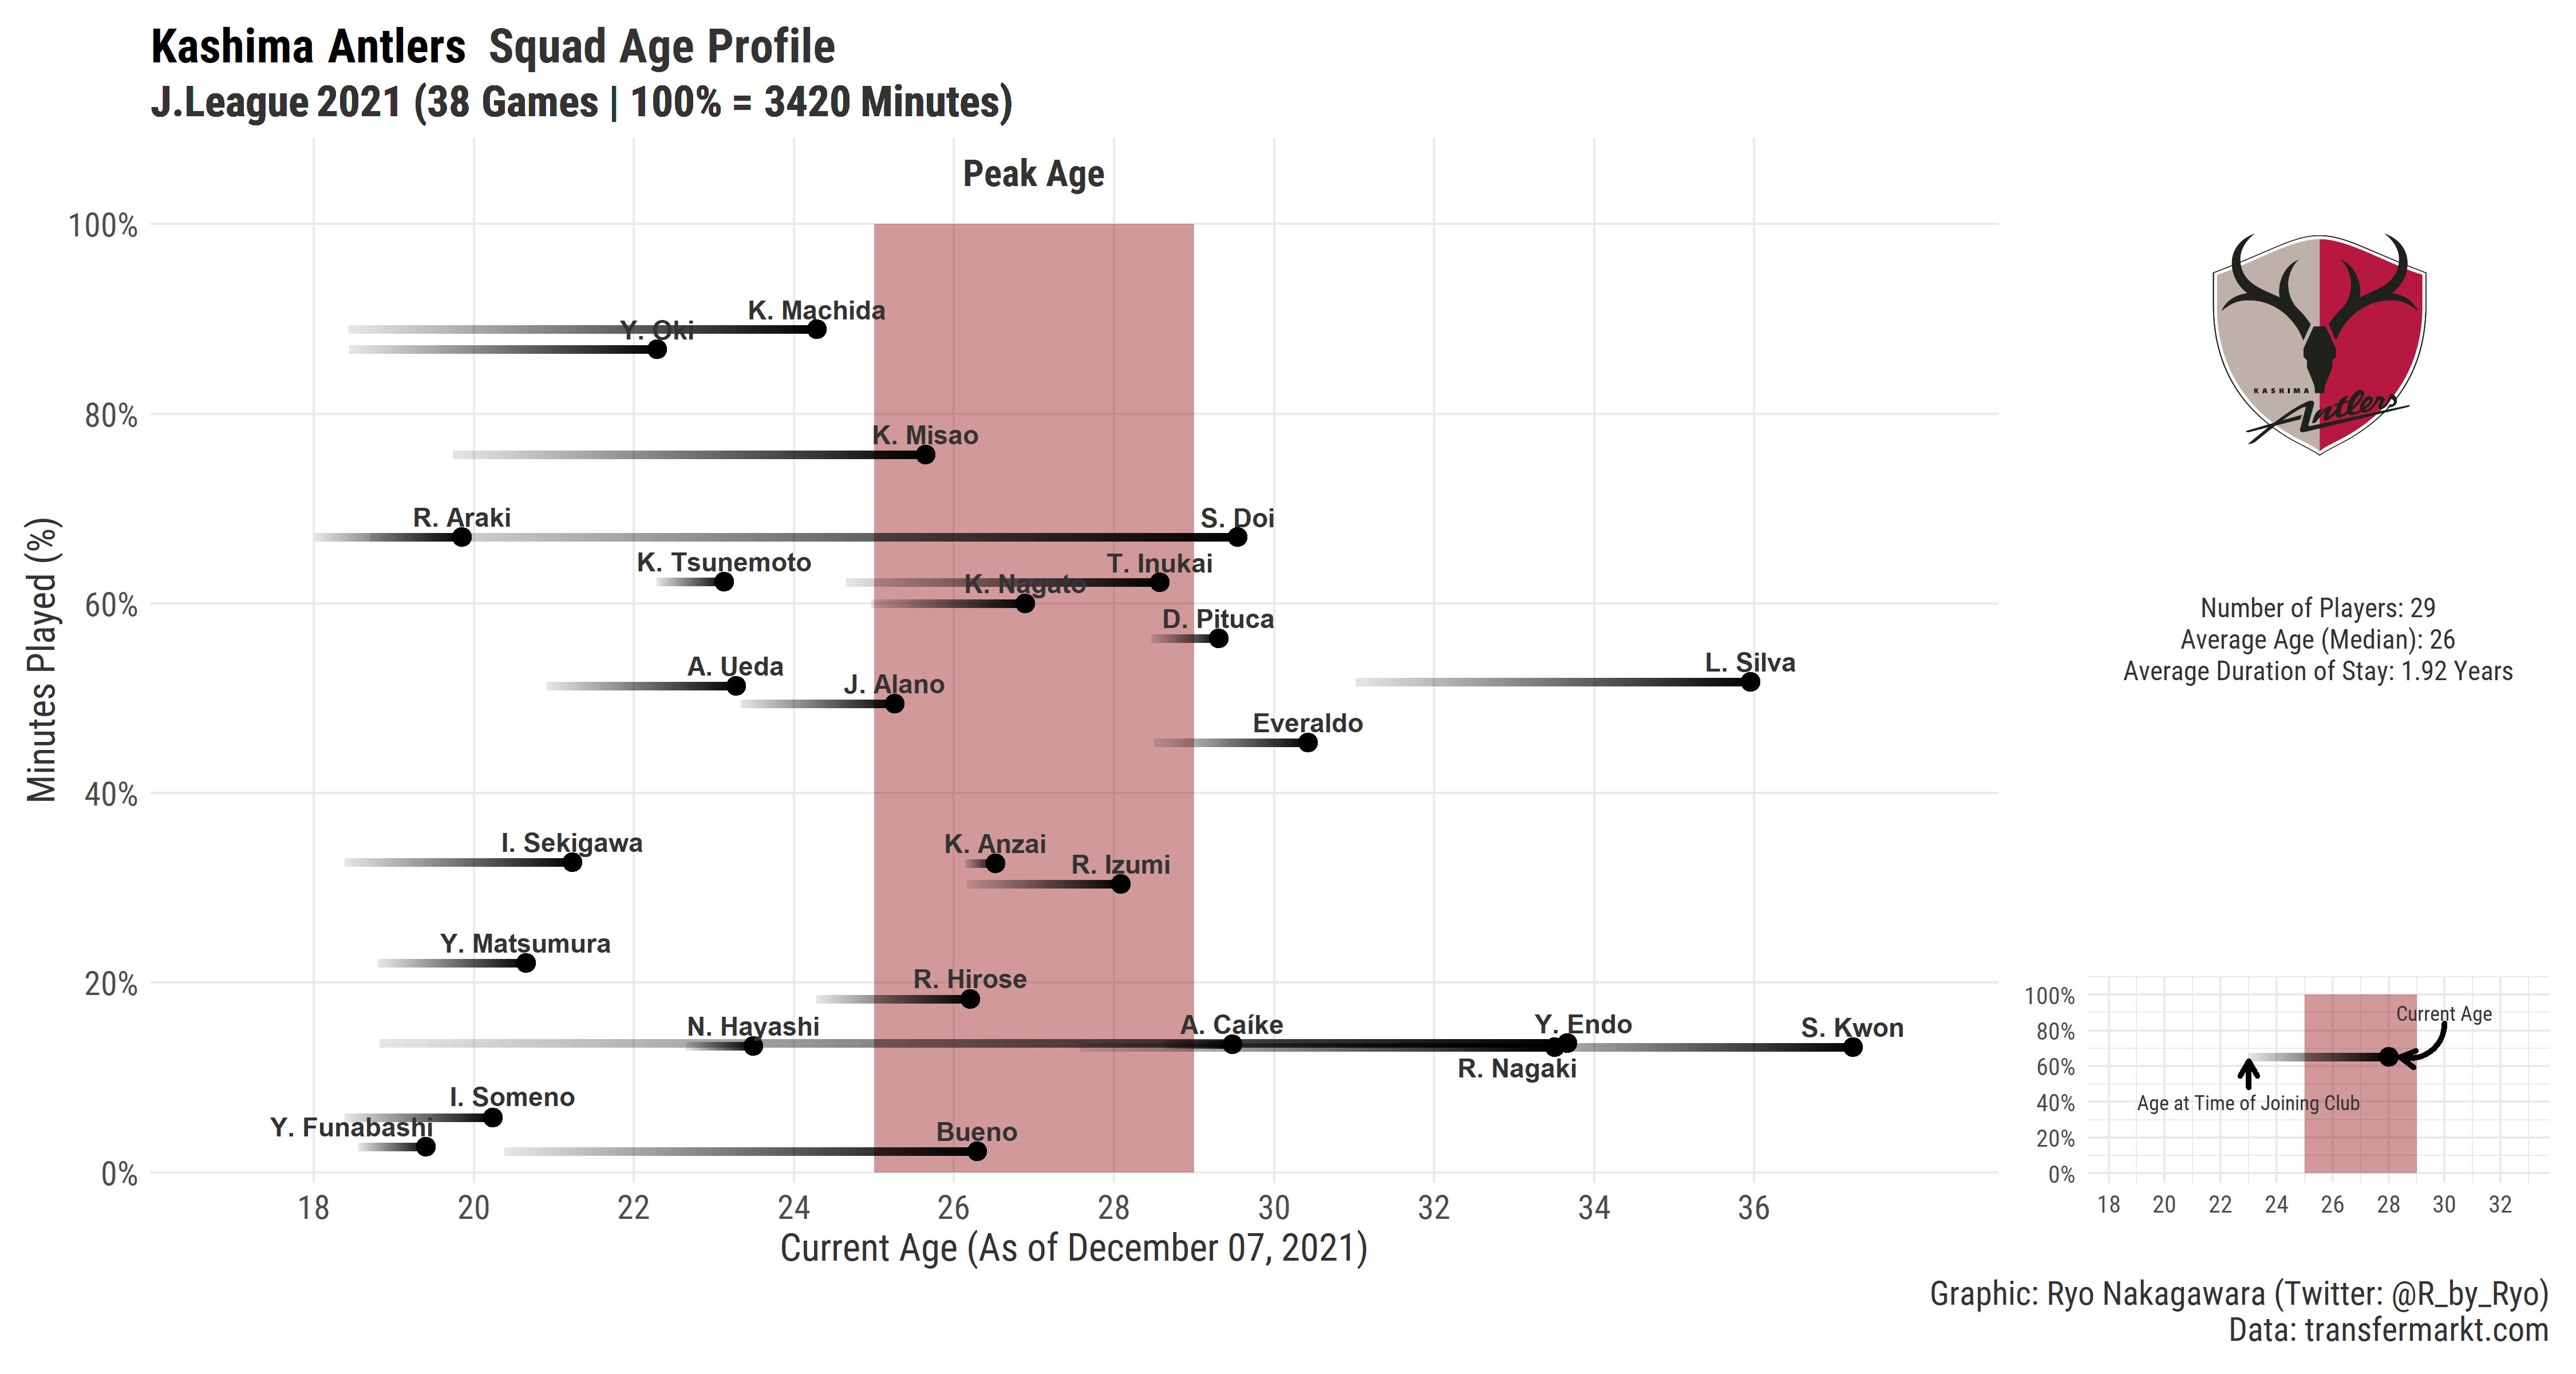 Kashima Antlers Squad Age Profile
J.League 2021 (38 Games | 100% = 3420 Minutes)
Peak Age
Minutes Played (%)
100%
80%
60%
40%
20%
0%
K. Machida
Y. Oki
K. Misao
R. Araki
S. Doi
K. Tsunemoto
T. Inukai
K. Nagato
D. Pituca
A. Ueda
L. Silva
J. Alano
Everaldo
I. Sekigawa
K. Anzai
R. Izumi
Y. Matsumura
R. Hirose
N. Hayashi
A. Caíke
Y. Endo
S. Kwon
R. Nagaki
I. Someno
Y. Funabashi
Bueno
18 20 22 24 26 28 30 32 34 36
Current Age (As of December 07, 2021)
KASHIMA
Antlers
Number of Players: 29
Average Age (Median): 26
Average Duration of Stay: 1.92 Years
100%
80%
60%
40%
20%
0%
Current Age
Age at Time of Joining Club
18 20 22 24 26 28 30 32
Graphic: Ryo Nakagawara (Twitter: @R_by_Ryo)
Data: transfermarkt.com